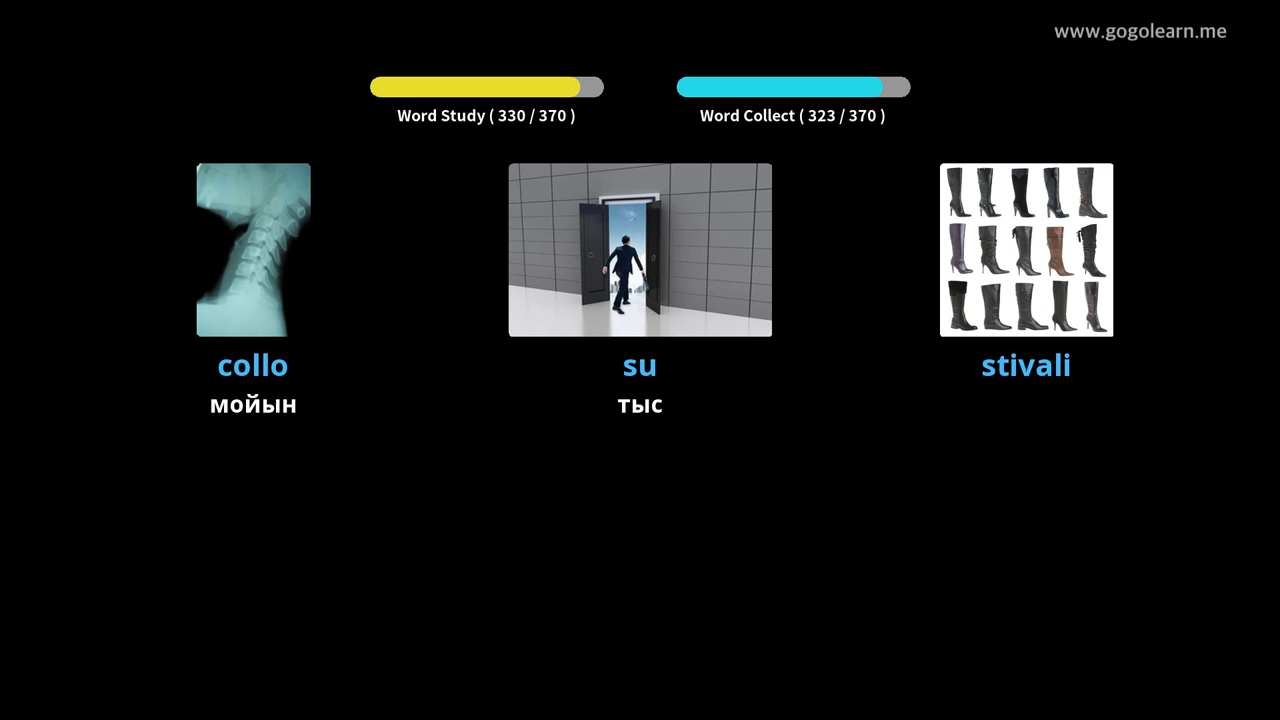 www.gogolearn.me
Word Study ( 330 / 370 )
Word Collect ( 323 / 370 )
collo
su
stivali
мойын
тыс